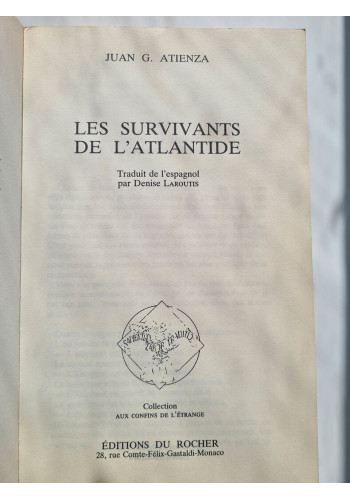 JUAN G. ATIENZA
LES SURVIVANTS
DE L'ATLANTIDE
Traduit de l'espagnol
par Denise LAROUTIS
Collection
AUX CONFINS DE L'ÉTRANGE
ÉDITIONS DU ROCHER
28, rue Comte-Félix-Gastaldi-Monaco